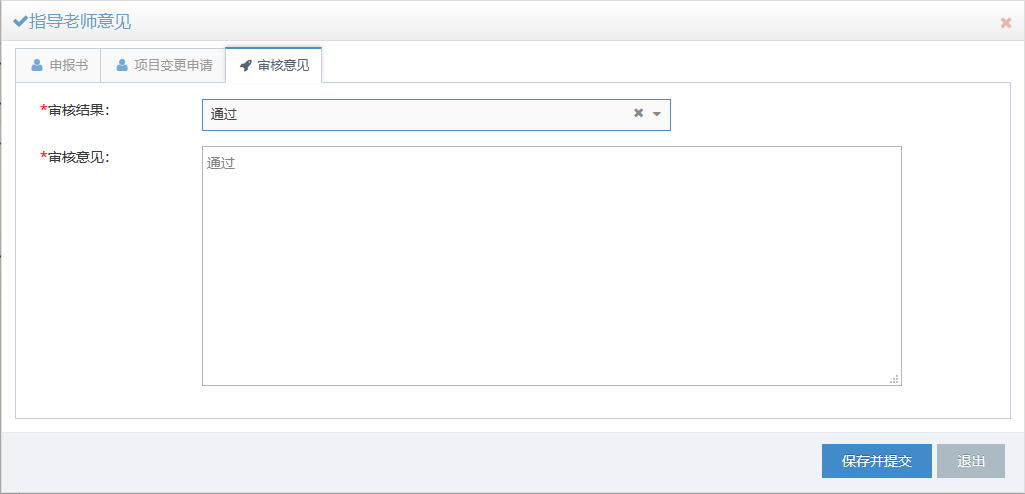 指导老师意见
申报书 项目变更申请 审核意见
*审核结果: 通过
*审核意见: 通过
保存并提交 退出